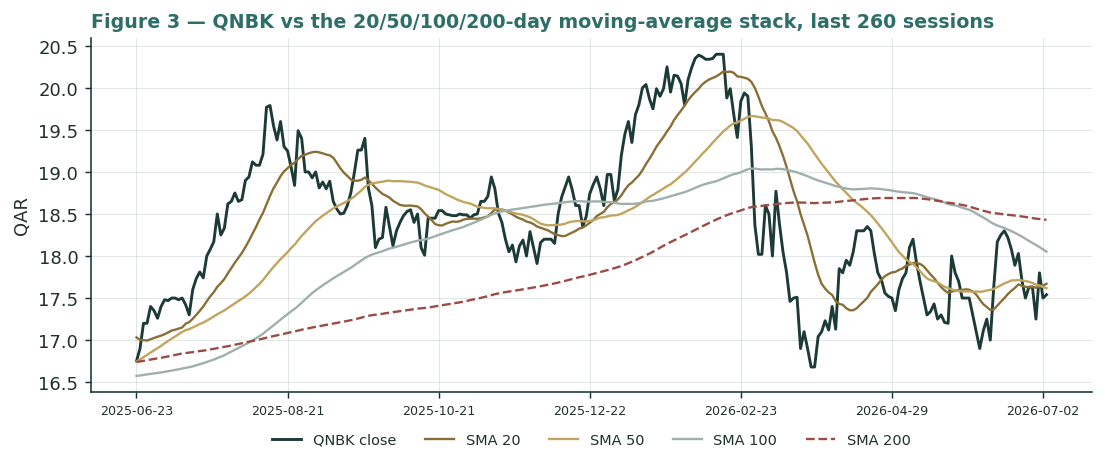 Figure 3 — QNBK vs the 20/50/100/200-day moving-average stack, last 260 sessions
QAR
20.5
20.0
19.5
19.0
18.5
18.0
17.5
17.0
16.5
2025-06-23 2025-08-21 2025-10-21 2025-12-22 2026-02-23 2026-04-29 2026-07-02
QNBK close SMA 20 SMA 50 SMA 100 SMA 200